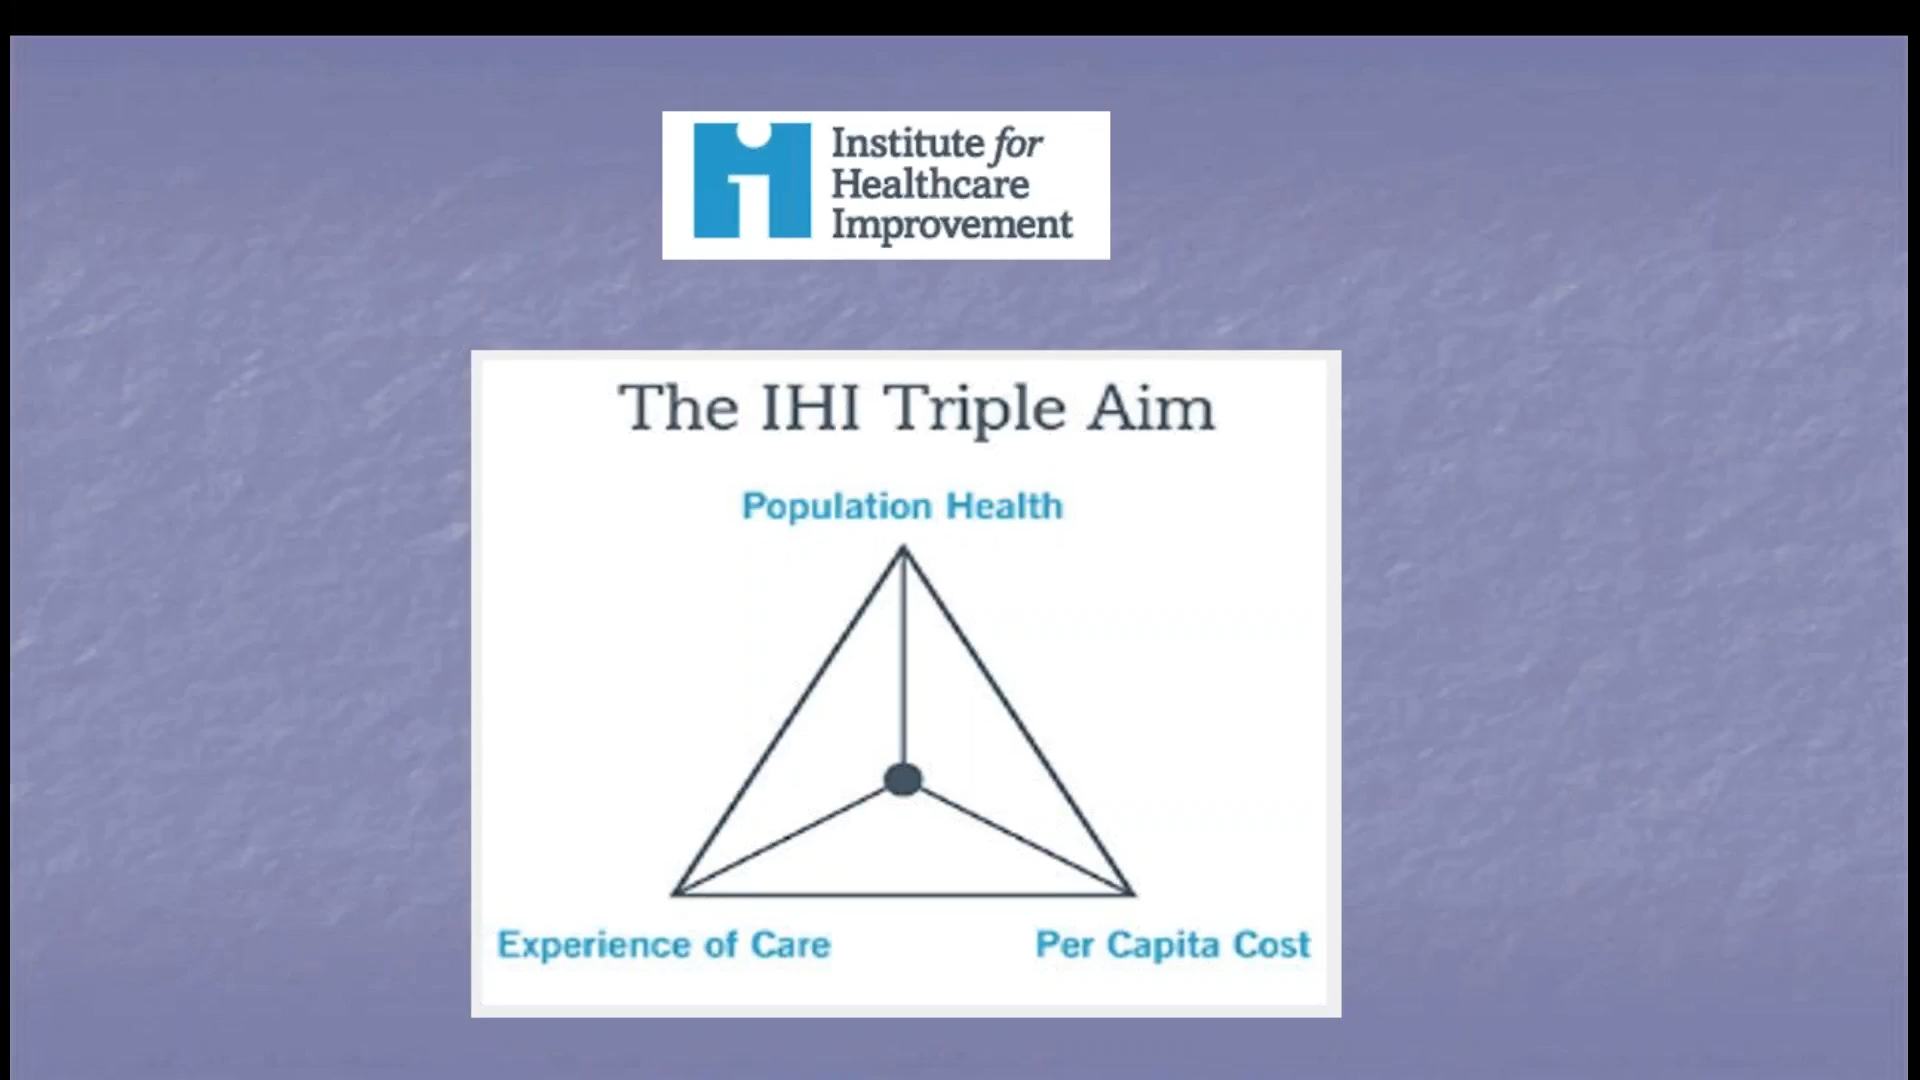 Institute for
Healthcare
Improvement
The IHI Triple Aim
Population Health
Experience of Care
Per Capita Cost